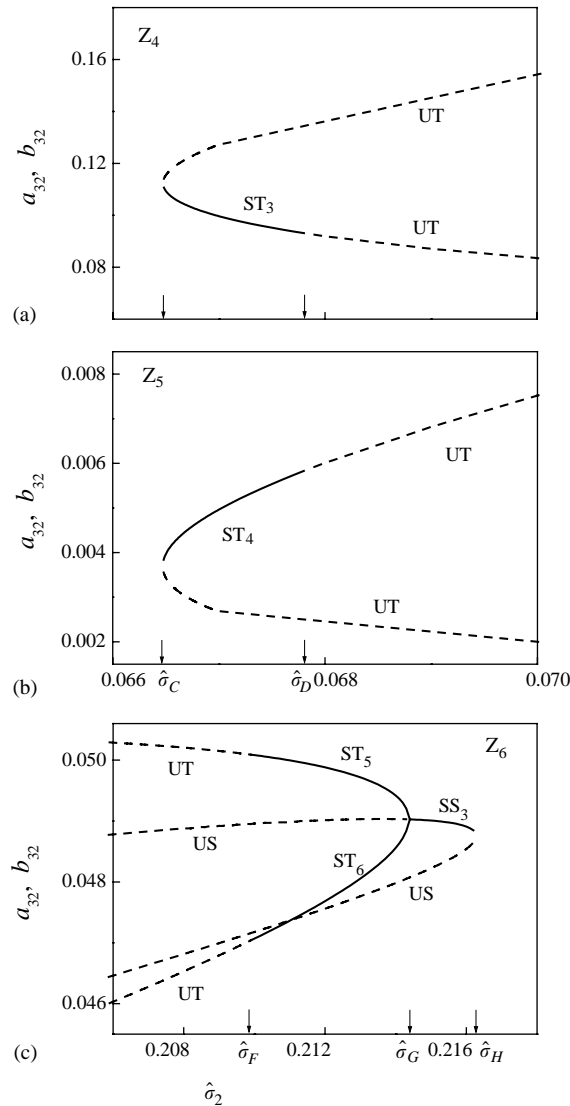 Z4
0.16
a32, b32
UT
0.12
ST3
UT
0.08
(a)
0.008
Z5
a32, b32
0.006
UT
ST4
0.004
UT
0.002
(b)
0.066 σ̂C σ̂D 0.068 0.070
ST5 Z6
0.050
UT
SS3
a32, b32
US
ST6
0.048
US
UT
0.046
(c)
0.208 σ̂F 0.212 σ̂G 0.216 σ̂H
σ̂2